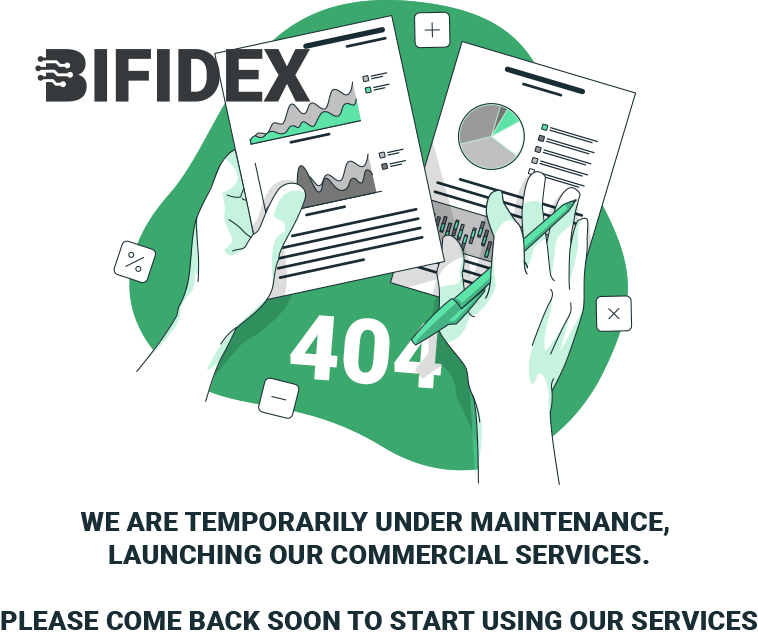 BIFIDEX
404
WE ARE TEMPORARILY UNDER MAINTENANCE,
LAUNCHING OUR COMMERCIAL SERVICES.
PLEASE COME BACK SOON TO START USING OUR SERVICES